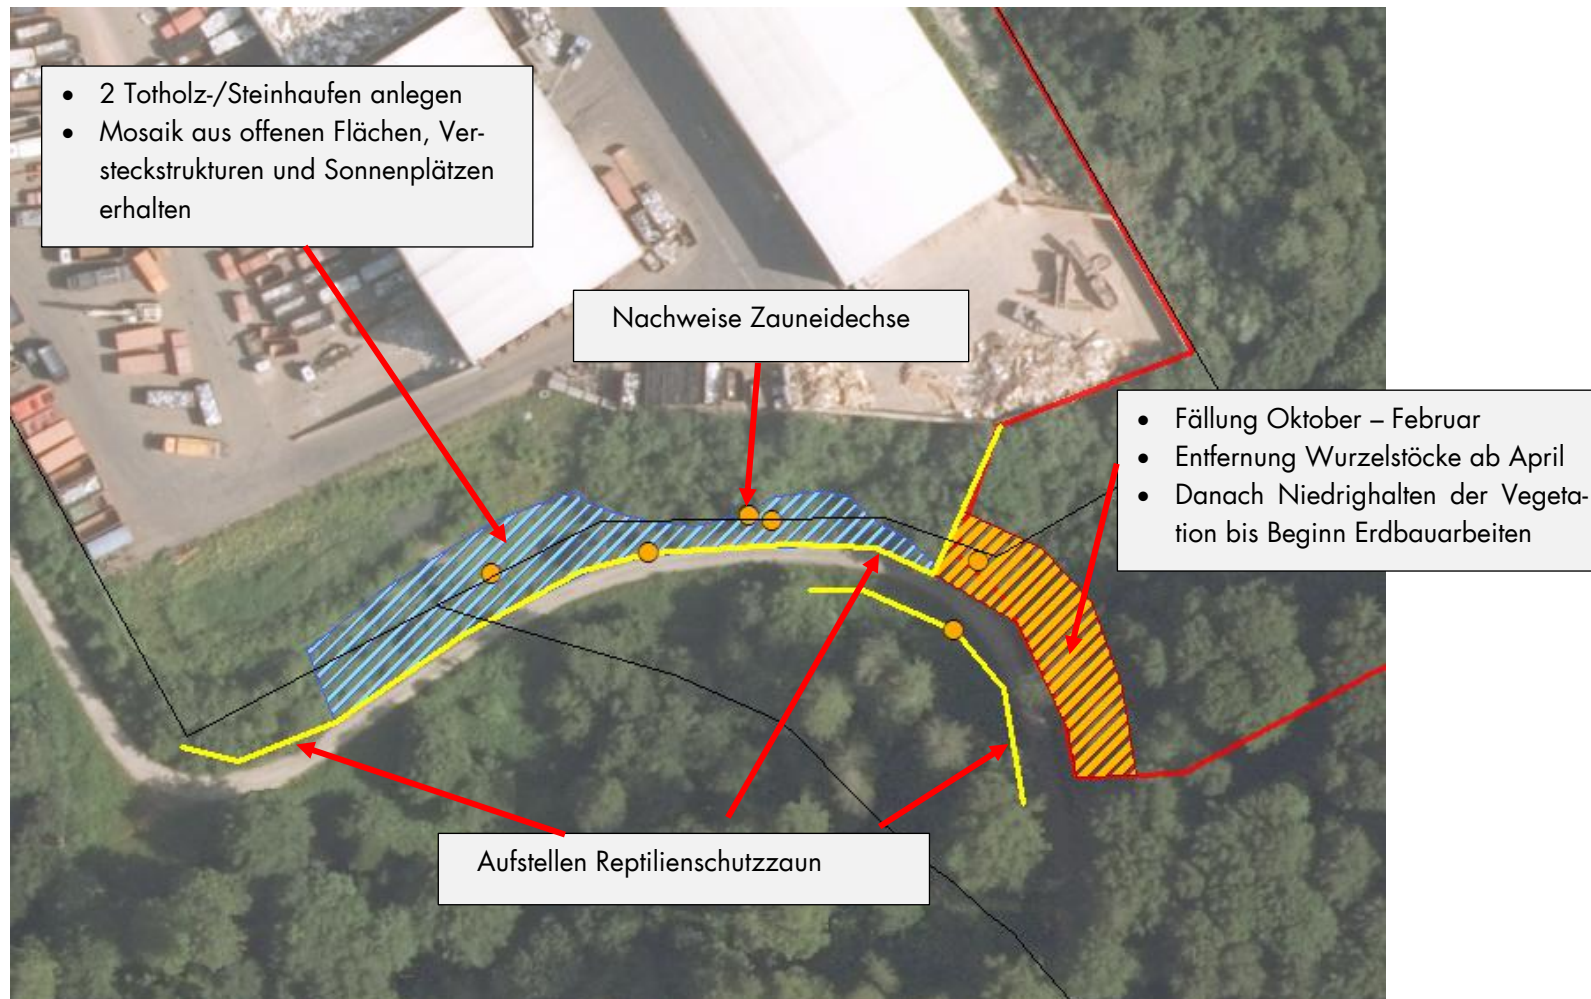 • 2 Totholz-/Steinhaufen anlegen
• Mosaik aus offenen Flächen, Ver-
steckstrukturen und Sonnenplätzen
erhalten
Nachweise Zauneidechse
• Fällung Oktober – Februar
• Entfernung Wurzelstöcke ab April
• Danach Niedrighalten der Vegeta-
tion bis Beginn Erdbauarbeiten
Aufstellen Reptilienschutzzaun